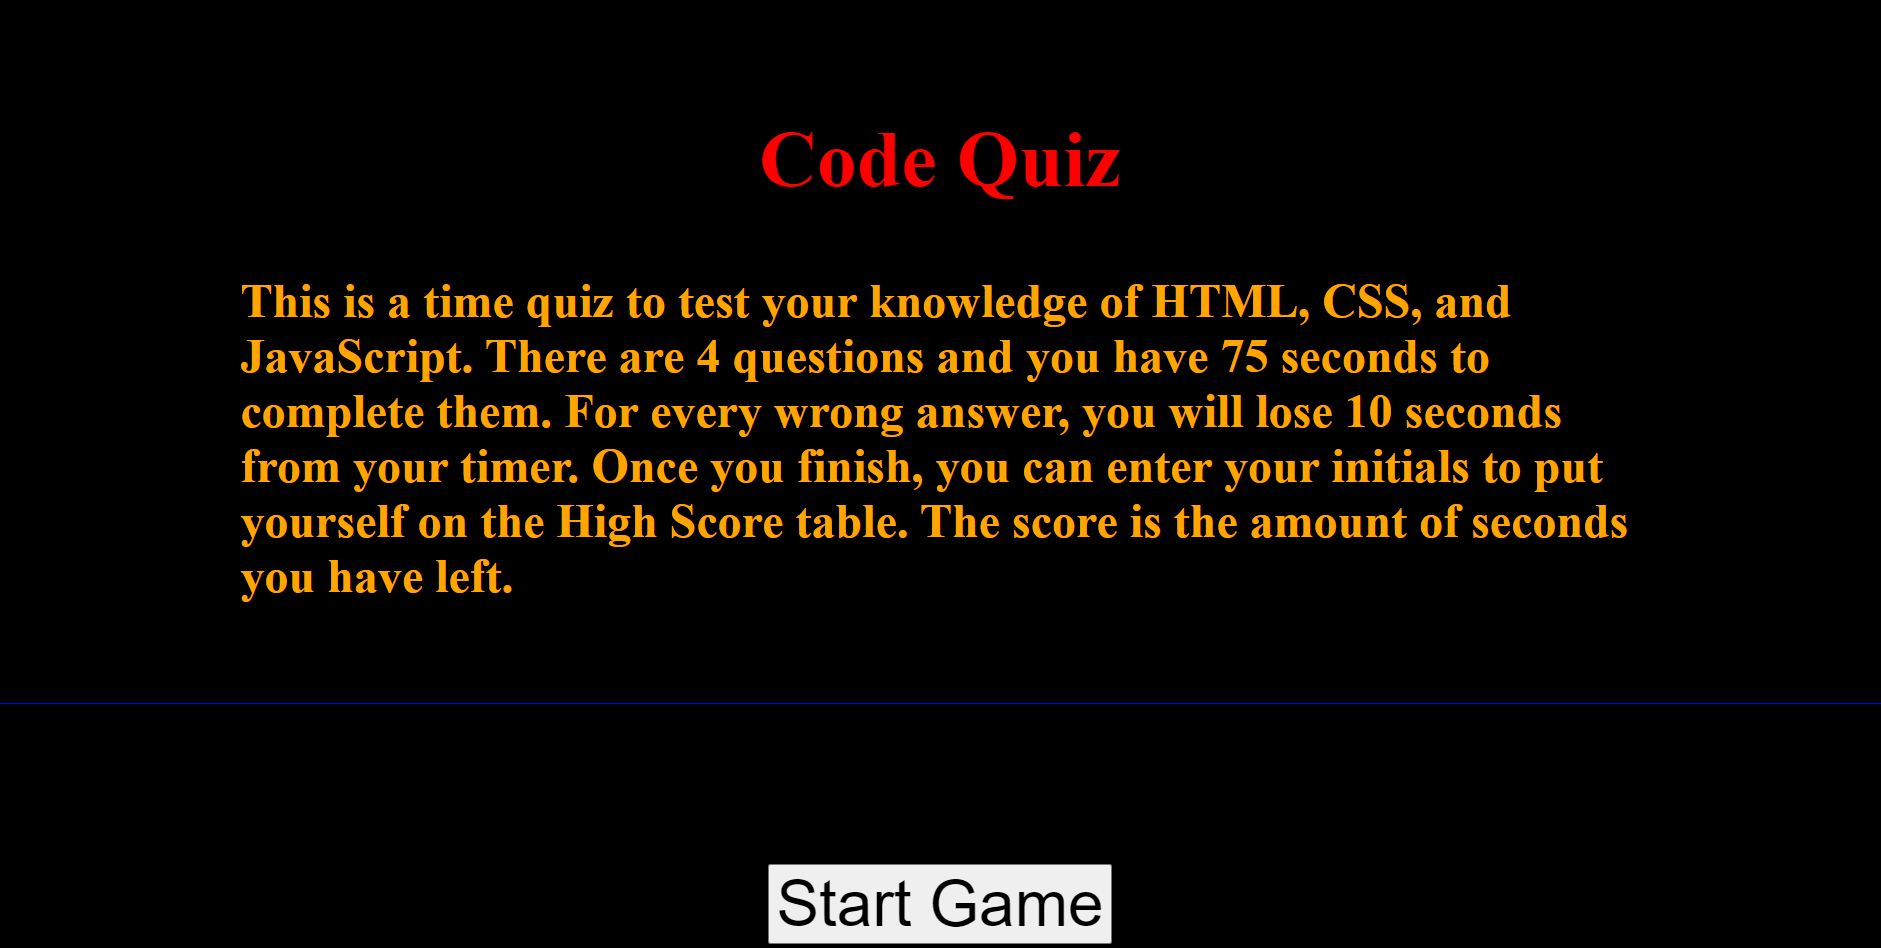 Code Quiz
This is a time quiz to test your knowledge of HTML, CSS, and
JavaScript. There are 4 questions and you have 75 seconds to
complete them. For every wrong answer, you will lose 10 seconds
from your timer. Once you finish, you can enter your initials to put
yourself on the High Score table. The score is the amount of seconds
you have left.
Start Game